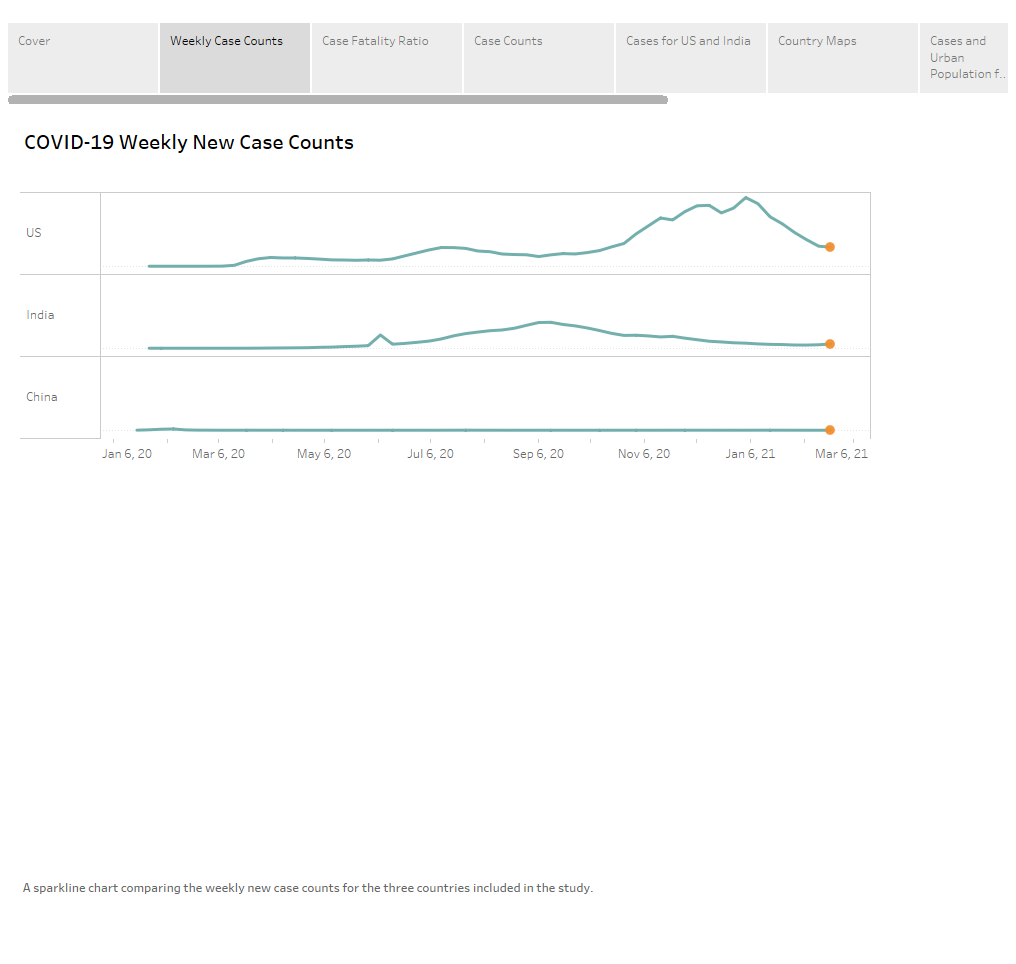 Cover
Weekly Case Counts
Case Fatality Ratio
Case Counts
Cases for US and India
Country Maps
Cases and
Urban
Population f..
COVID-19 Weekly New Case Counts
US
India
China
Jan 6, 20
Mar 6, 20
May 6, 20
Jul 6, 20
Sep 6, 20
Nov 6, 20
Jan 6, 21
Mar 6, 21
A sparkline chart comparing the weekly new case counts for the three countries included in the study.